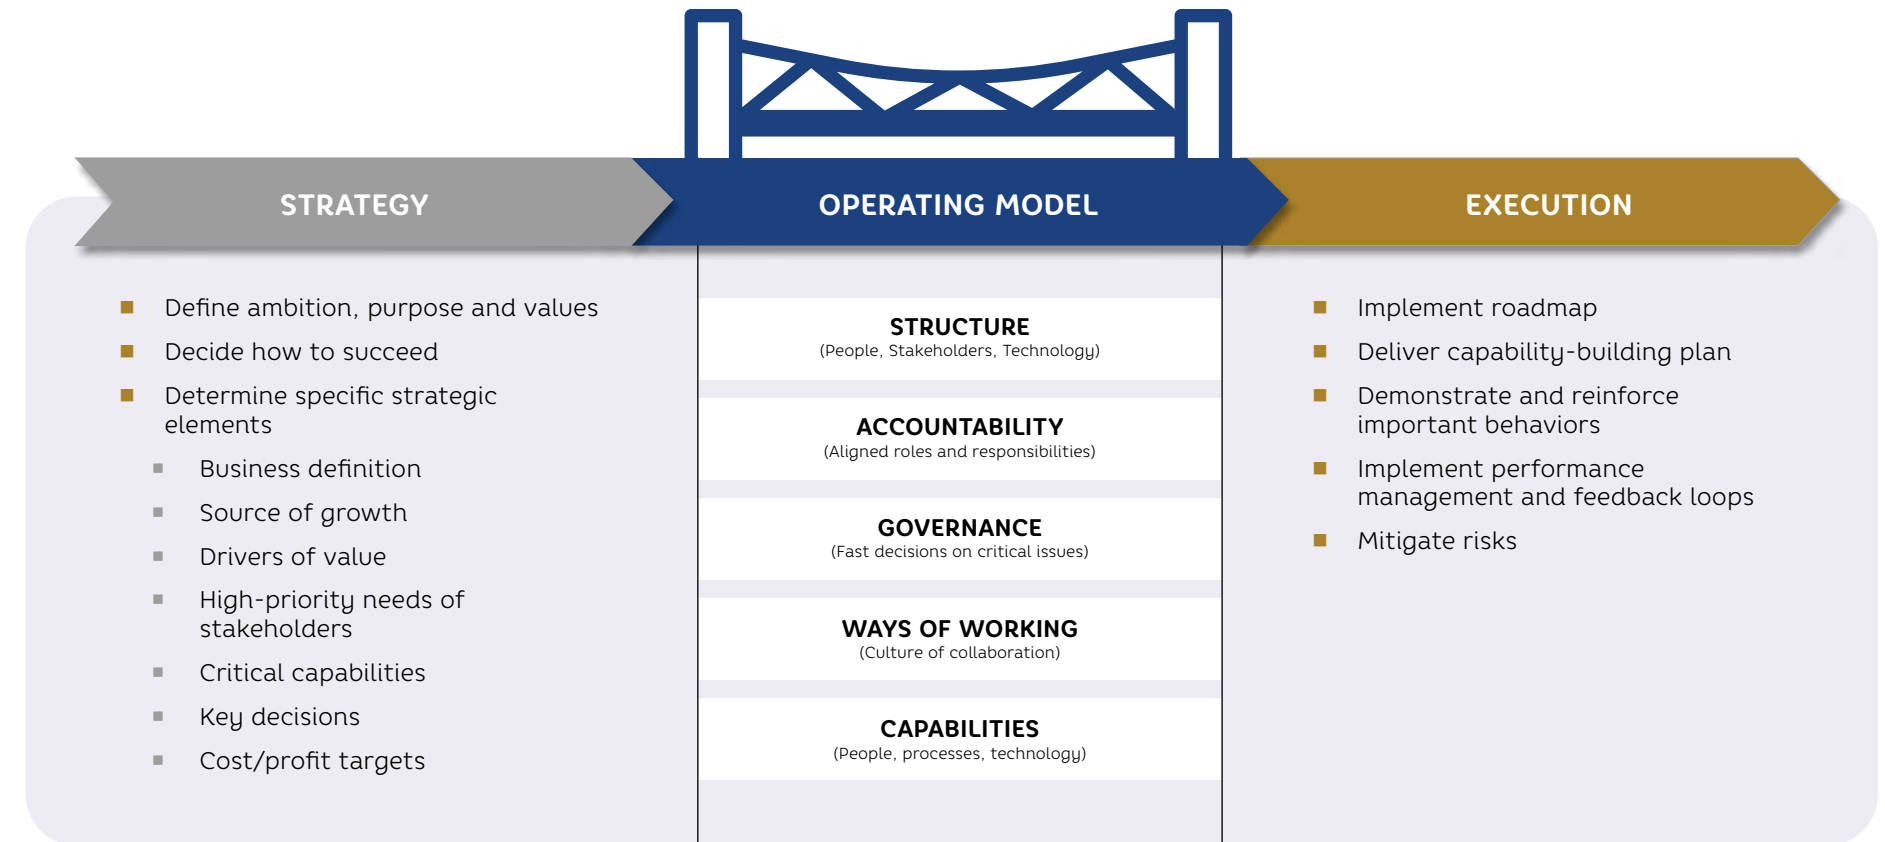 STRATEGY
OPERATING MODEL
EXECUTION
Define ambition, purpose and values
Decide how to succeed
Determine specific strategic
elements
Business definition
Source of growth
Drivers of value
High-priority needs of
stakeholders
Critical capabilities
Key decisions
Cost/profit targets
STRUCTURE
(People, Stakeholders, Technology)
ACCOUNTABILITY
(Aligned roles and responsibilities)
GOVERNANCE
(Fast decisions on critical issues)
WAYS OF WORKING
(Culture of collaboration)
CAPABILITIES
(People, processes, technology)
Implement roadmap
Deliver capability-building plan
Demonstrate and reinforce
important behaviors
Implement performance
management and feedback loops
Mitigate risks